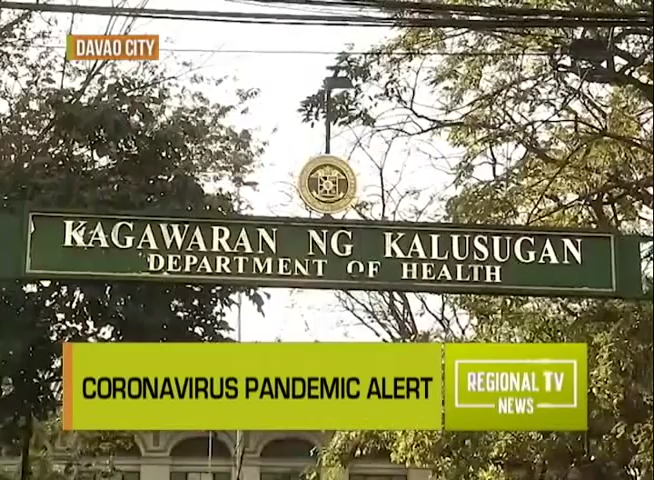 DAVAO CITY
KAGAWARAN NG KALUSUGAN
DEPARTMENT OF HEALTH
CORONAVIRUS PANDEMIC ALERT
REGIONAL TV
NEWS